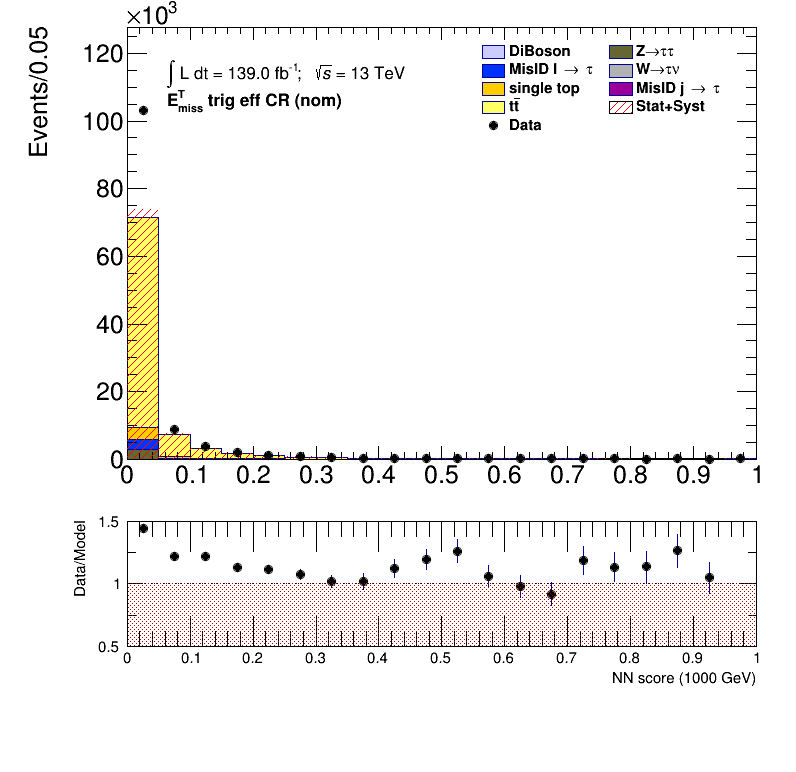 ×10³
Events/0.05
120
100
80
60
40
20
0
∫ L dt = 139.0 fb⁻¹; √s = 13 TeV
E^T_miss trig eff CR (nom)
DiBoson
Z→ττ
MisID l → τ
W→τν
single top
MisID j → τ
tt̄
Stat+Syst
Data
0 0.1 0.2 0.3 0.4 0.5 0.6 0.7 0.8 0.9 1
Data/Model
1.5
1
0.5
0 0.1 0.2 0.3 0.4 0.5 0.6 0.7 0.8 0.9 1
NN score (1000 GeV)